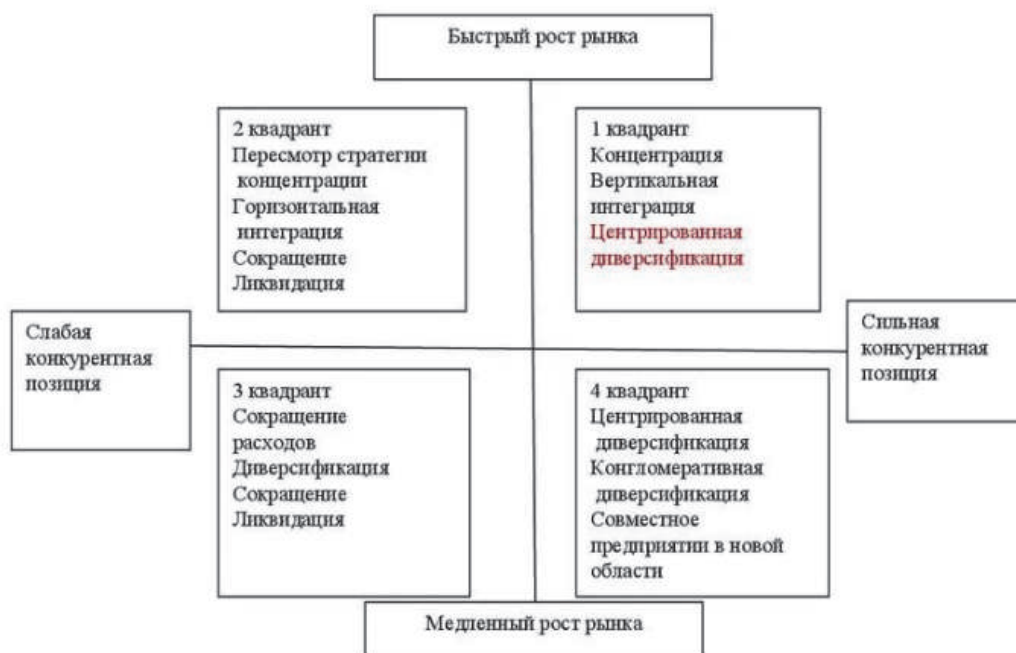 Быстрый рост рынка
2 квадрант
Пересмотр стратегии
концентрации
Горизонтальная
интеграция
Сокращение
Ликвидация
1 квадрант
Концентрация
Вертикальная
интеграция
Центрированная
диверсификация
Слабая
конкурентная
позиция
Сильная
конкурентная
позиция
3 квадрант
Сокращение
расходов
Диверсификация
Сокращение
Ликвидация
4 квадрант
Центрированная
диверсификация
Конгломеративная
диверсификация
Совместное
предприятии в новой
области
Медленный рост рынка